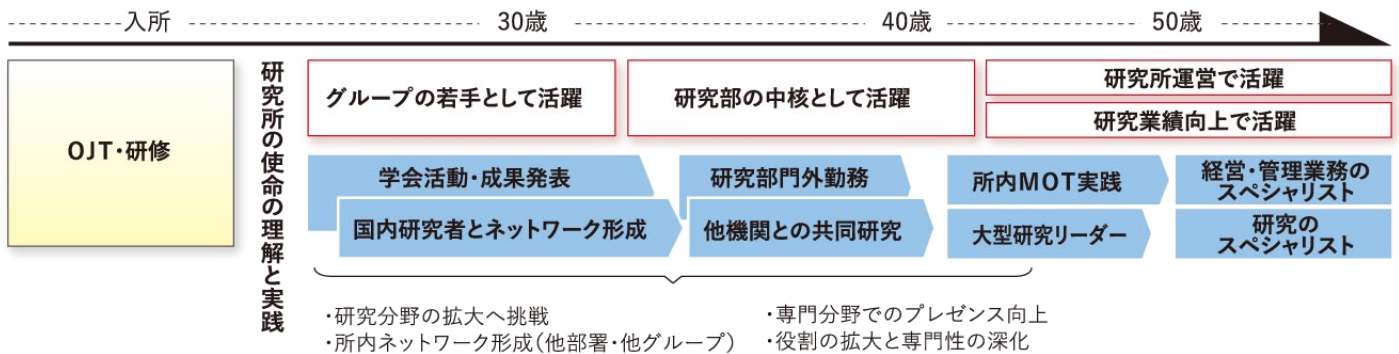 入所 30歳 40歳 50歳
OJT・研修
研究所の使命の理解と実践
グループの若手として活躍
研究部の中核として活躍
研究所運営で活躍
研究業績向上で活躍
学会活動・成果発表
国内研究者とネットワーク形成
研究部門外勤務
他機関との共同研究
所内MOT実践
大型研究リーダー
経営・管理業務の
スペシャリスト
研究の
スペシャリスト
・研究分野の拡大へ挑戦
・所内ネットワーク形成(他部署・他グループ)
・専門分野でのプレゼンス向上
・役割の拡大と専門性の深化